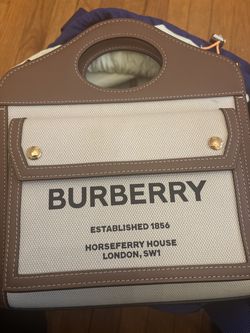 BURBERRY
ESTABLISHED 1856
HORSEFERRY HOUSE
LONDON, SW1